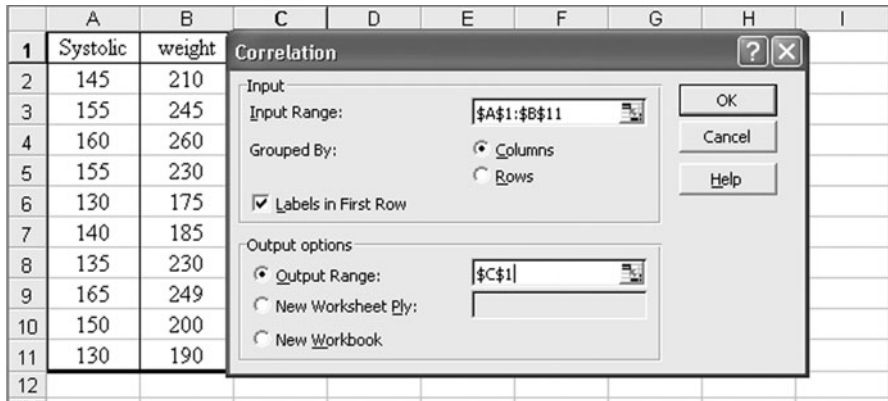 A B C D E F G H I
1 Systolic weight
2 145 210
3 155 245
4 160 260
5 155 230
6 130 175
7 140 185
8 135 230
9 165 249
10 150 200
11 130 190
12
Correlation
Input
Input Range: $A$1:$B$11
Grouped By: Columns
Rows
Labels in First Row
Output options
Output Range: $C$1
New Worksheet Ply:
New Workbook
OK
Cancel
Help